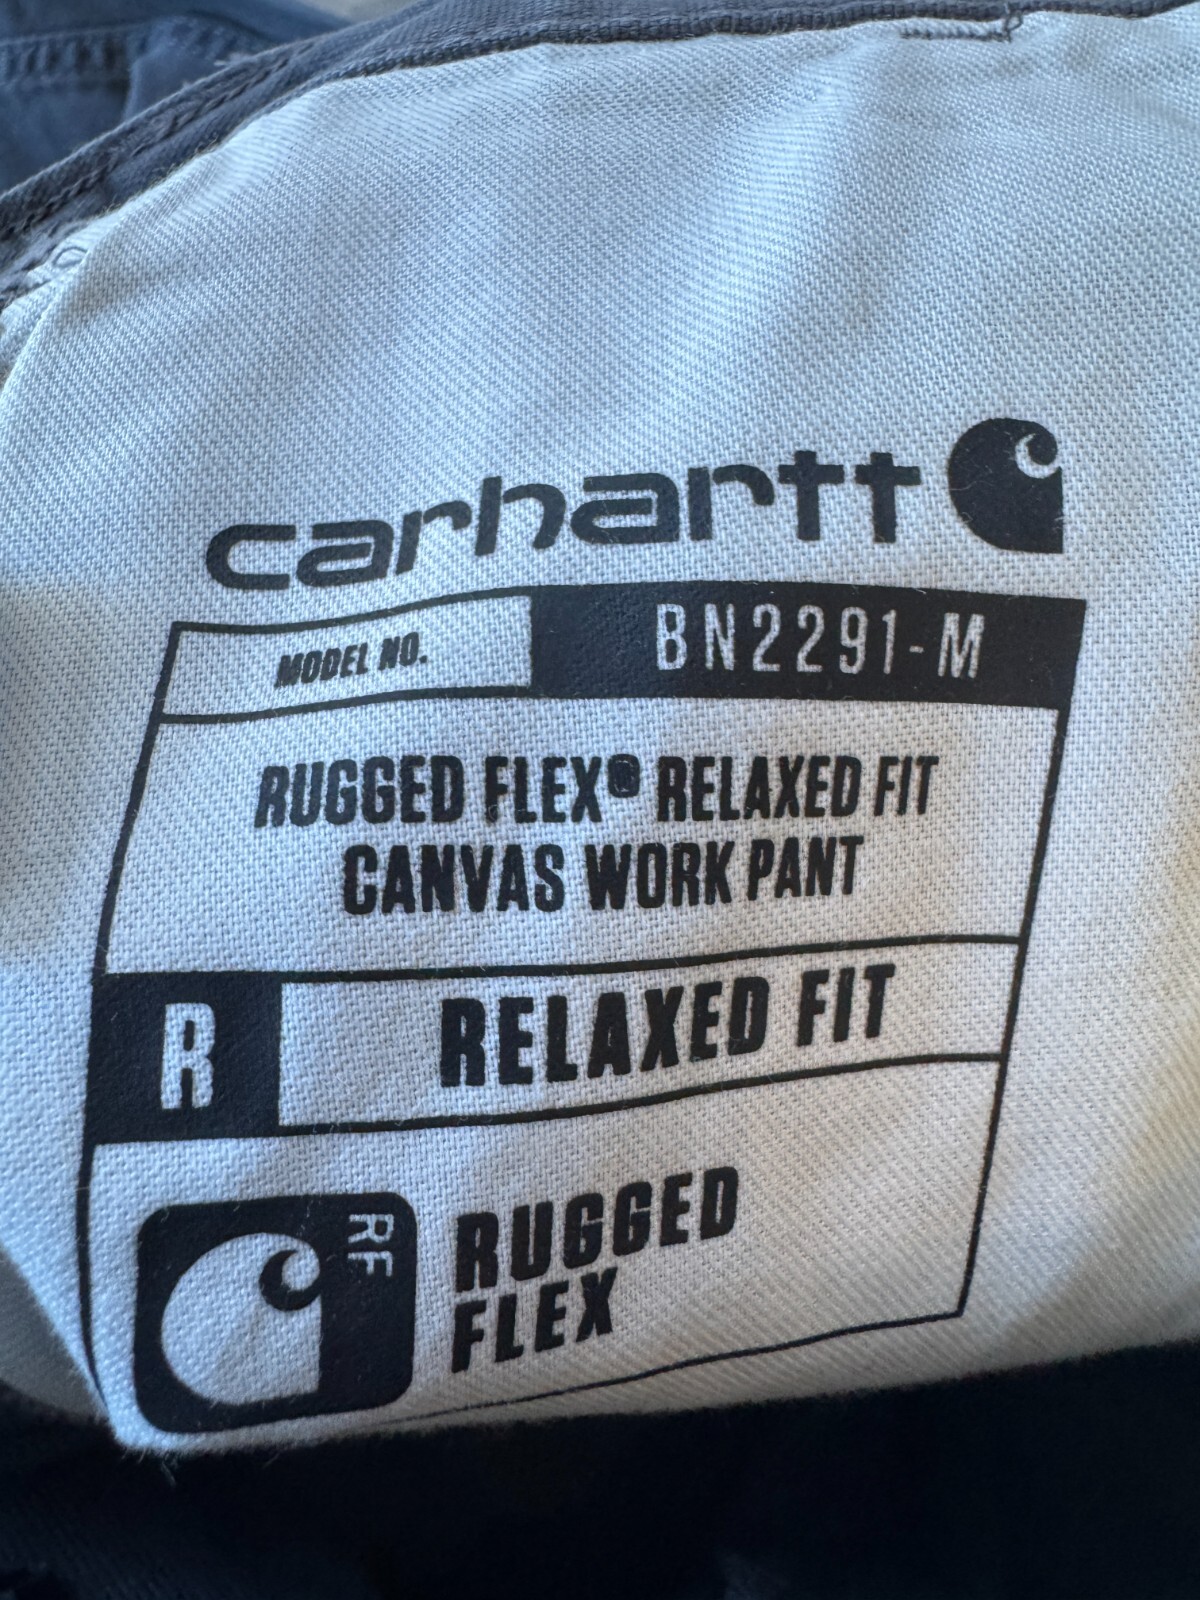 carhartt
MODEL NO. BN2291-M
RUGGED FLEX® RELAXED FIT
CANVAS WORK PANT
R RELAXED FIT
RF
RUGGED
FLEX